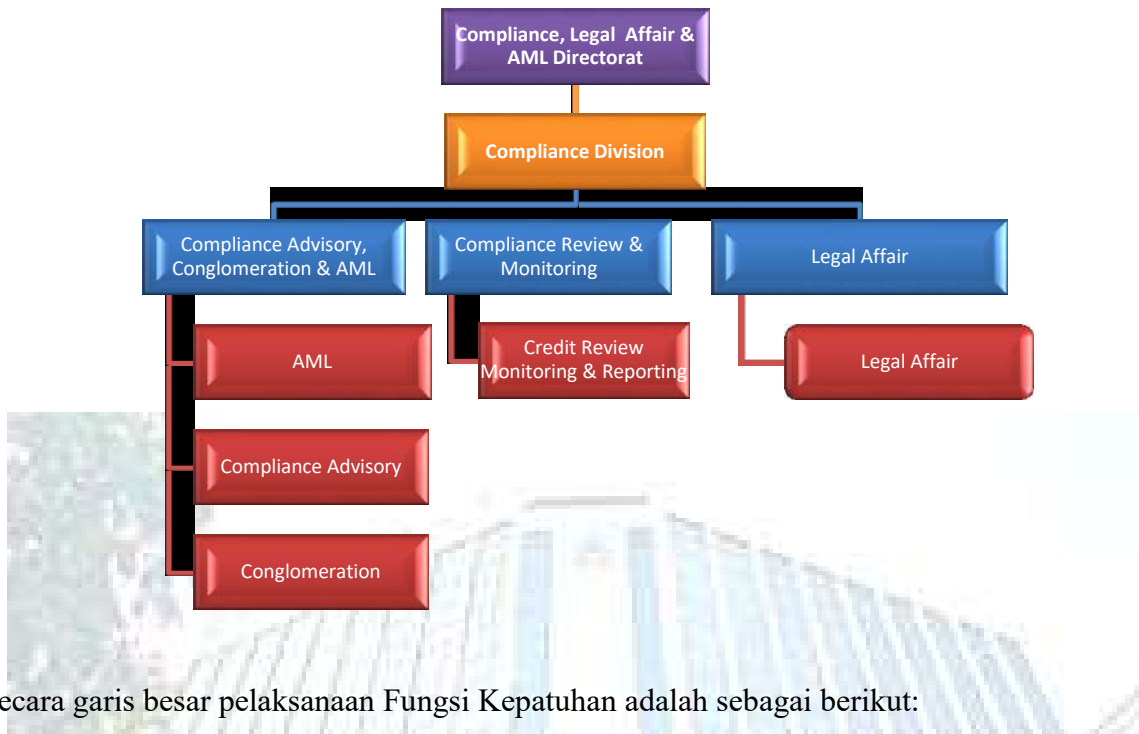 Compliance, Legal Affair &
AML Directorat
Compliance Division
Compliance Advisory,
Conglomeration & AML
Compliance Review &
Monitoring
Legal Affair
AML
Credit Review
Monitoring & Reporting
Legal Affair
Compliance Advisory
Conglomeration
ecara garis besar pelaksanaan Fungsi Kepatuhan adalah sebagai berikut: